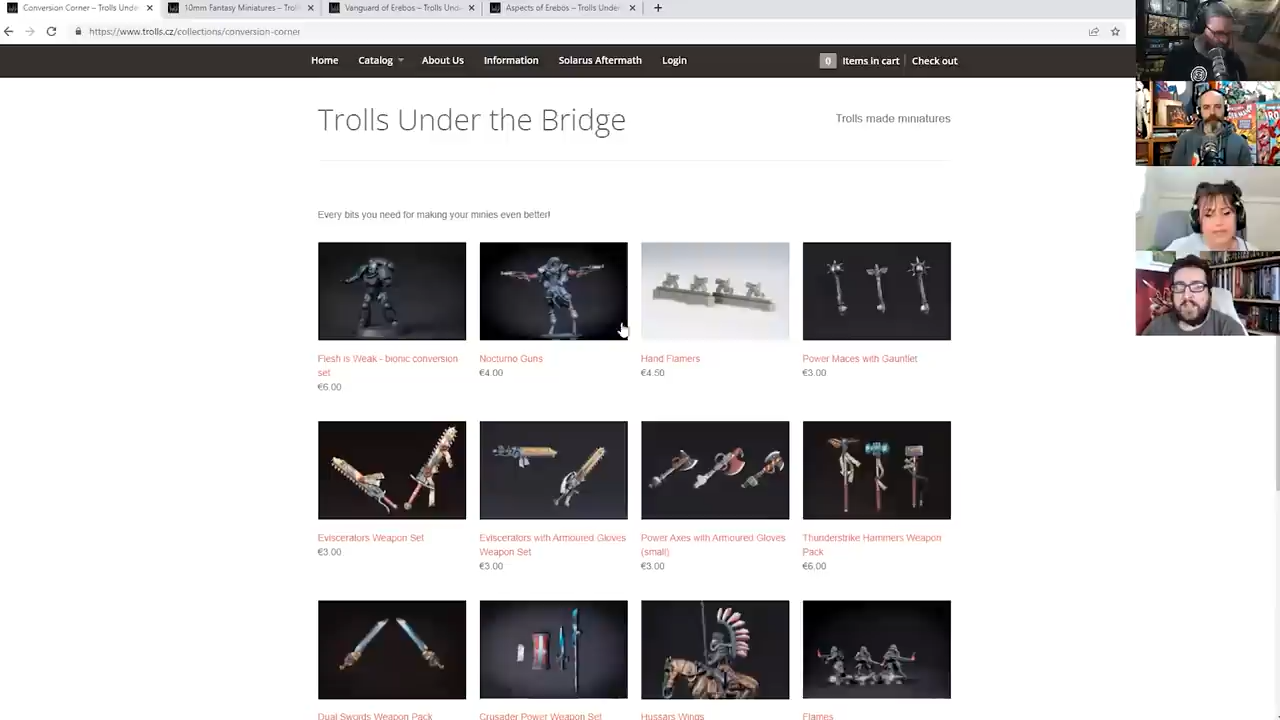 Conversion Corner – Trolls Unde
10mm Fantasy Miniatures – Troll
Vanguard of Erebos – Trolls Und
Aspects of Erebos – Trolls Under
https://www.trolls.cz/collections/conversion-corner
Home Catalog About Us Information Solarus Aftermath Login 0 Items in cart Check out
Trolls Under the Bridge
Trolls made miniatures
Every bits you need for making your minies even better!
Flesh is Weak - bionic conversion
set
€6.00
Nocturno Guns
€4.00
Hand Flamers
€4.50
Power Maces with Gauntlet
€3.00
Eviscerators Weapon Set
€3.00
Eviscerators with Armoured Gloves
Weapon Set
€3.00
Power Axes with Armoured Gloves
(small)
€3.00
Thunderstrike Hammers Weapon
Pack
€6.00
Dual Swords Weapon Pack
Crusader Power Weapon Set
Hussars Wings
Flames